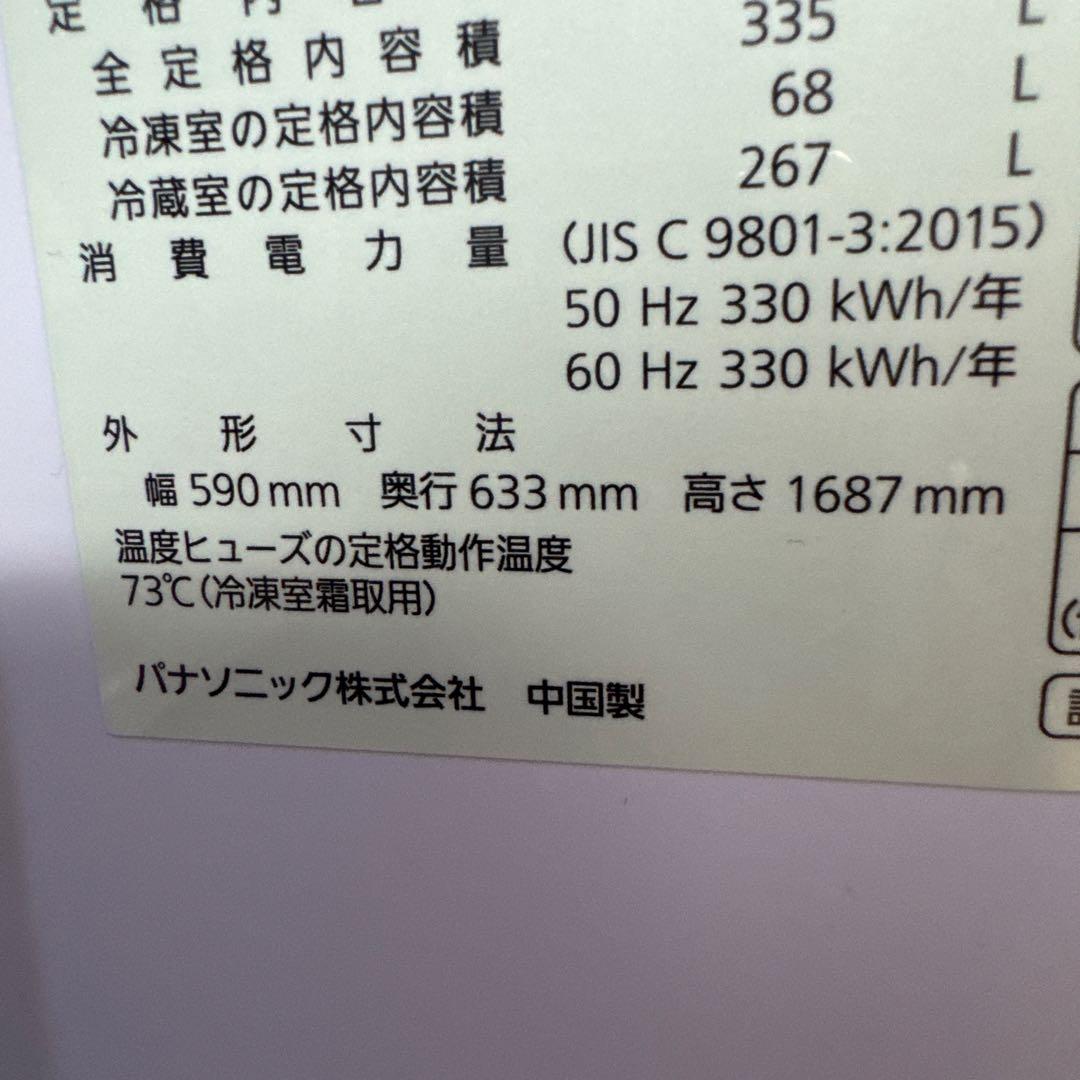 定格内容
全定格内容積 335 L
冷凍室の定格内容積 68 L
冷蔵室の定格内容積 267 L
消費電力量 (JIS C 9801-3:2015)
50 Hz 330 kWh/年
60 Hz 330 kWh/年
外形寸法
幅 590 mm 奥行 633 mm 高さ 1687 mm
温度ヒューズの定格動作温度
73℃(冷凍室霜取用)
パナソニック株式会社 中国製